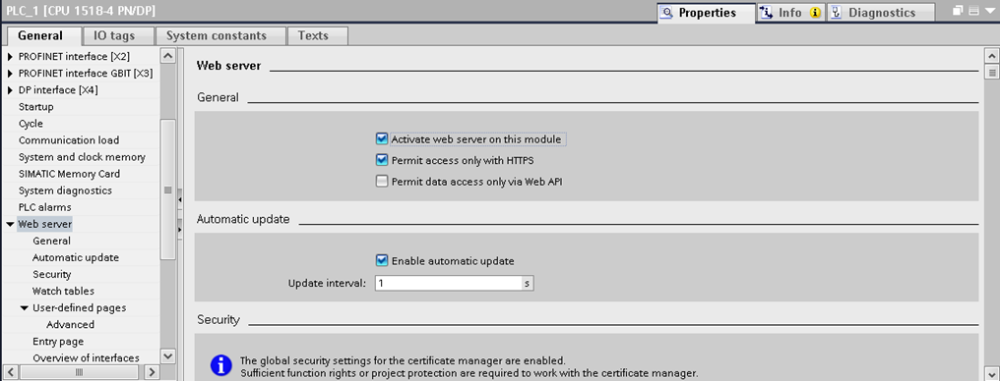 PLC_1 [CPU 1518-4 PN/DP]
Properties
Info
Diagnostics
General
IO tags
System constants
Texts
PROFINET interface [X2]
PROFINET interface GBIT [X3]
DP interface [X4]
Startup
Cycle
Communication load
System and clock memory
SIMATIC Memory Card
System diagnostics
PLC alarms
Web server
General
Automatic update
Security
Watch tables
User-defined pages
Advanced
Entry page
Overview of interfaces
Web server
General
Activate web server on this module
Permit access only with HTTPS
Permit data access only via Web API
Automatic update
Enable automatic update
Update interval: 1 s
Security
The global security settings for the certificate manager are enabled.
Sufficient function rights or project protection are required to work with the certificate manager.